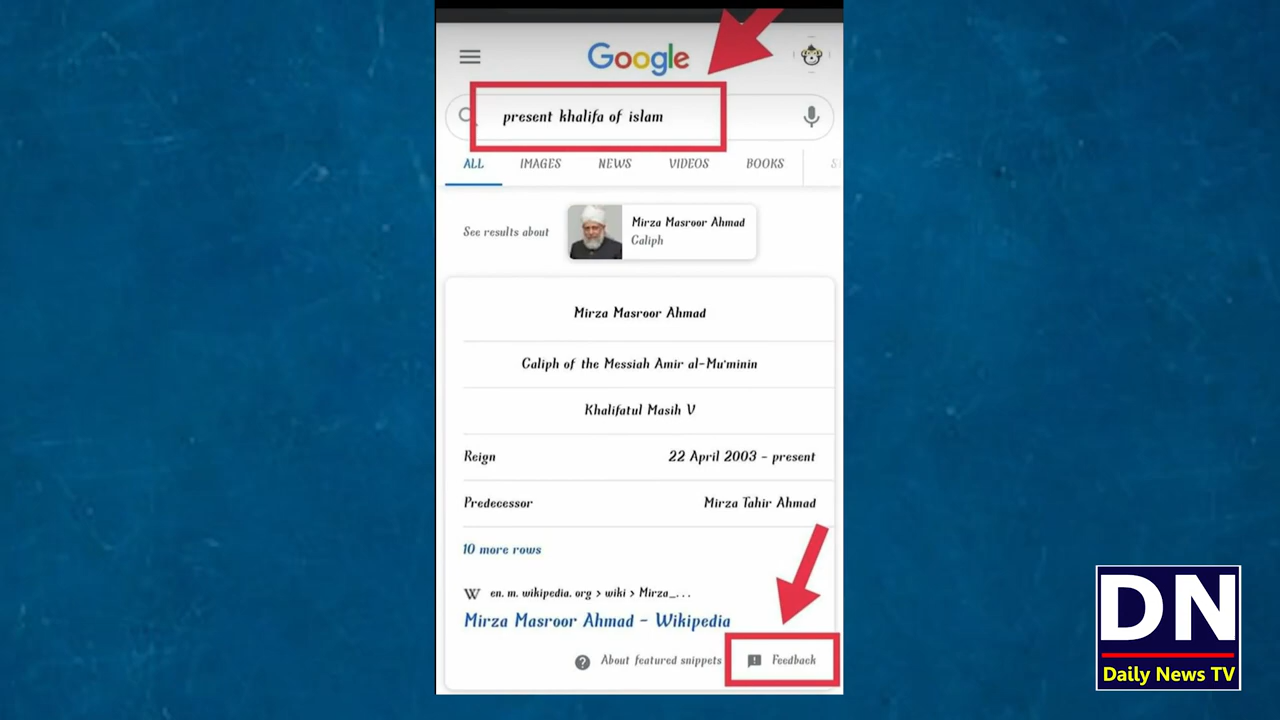 Google
present khalifa of islam
ALL IMAGES NEWS VIDEOS BOOKS
See results about
Mirza Masroor Ahmad
Caliph
Mirza Masroor Ahmad
Caliph of the Messiah Amir al-Mu'minin
Khalifatul Masih V
Reign 22 April 2003 - present
Predecessor Mirza Tahir Ahmad
10 more rows
W en. m. wikipedia. org > wiki > Mirza_...
Mirza Masroor Ahmad - Wikipedia
About featured snippets Feedback
DN
Daily News TV